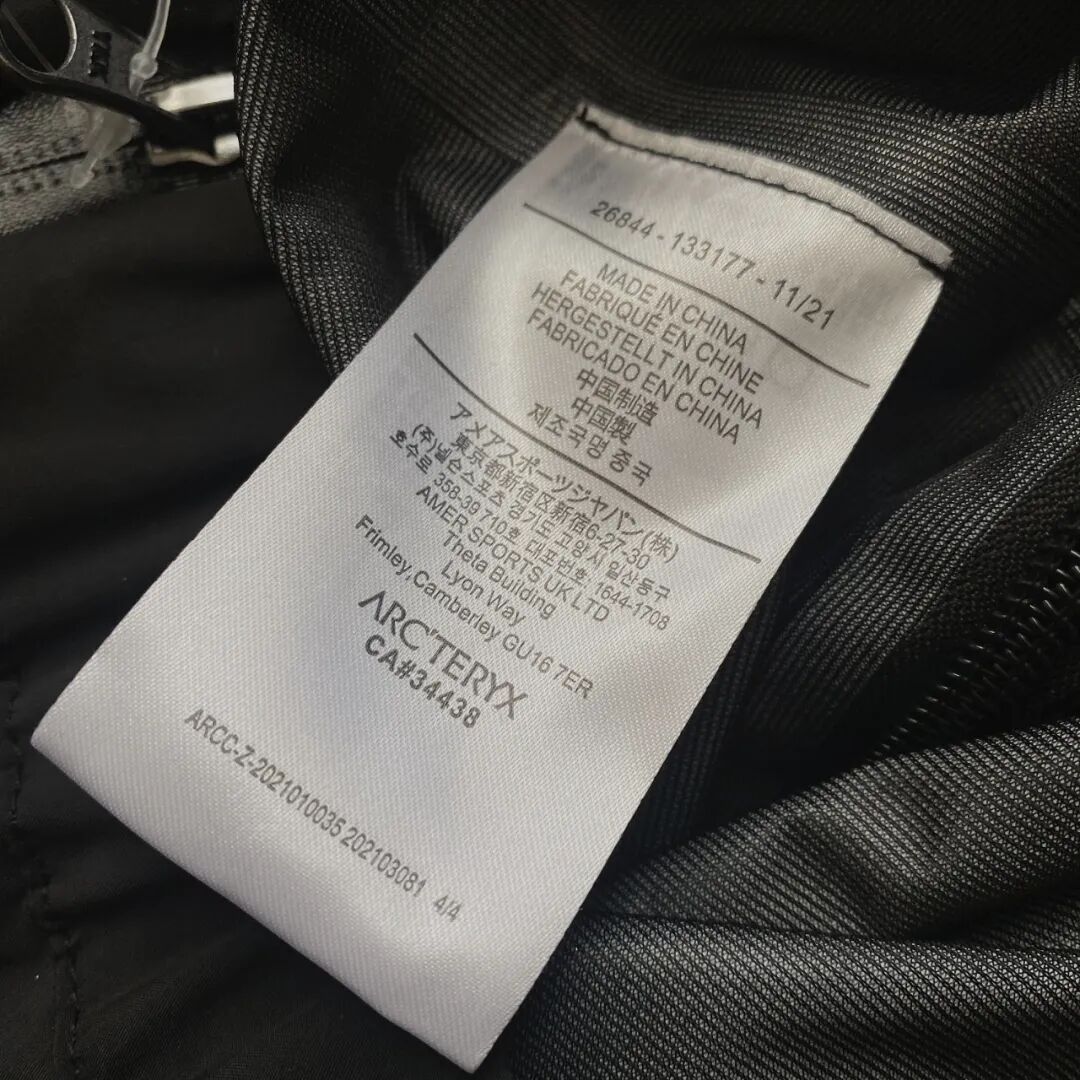 26844 - 133177 - 11/21
MADE IN CHINA
FABRIQUÉ EN CHINE
HERGESTELLT IN CHINA
FABRICADO EN CHINA
中国制造
中国製
제조국명 중국
アメアスポーツジャパン(株)
東京都新宿区新宿6-27-30
(주)넬슨스포츠 경기도 고양시 일산동구
호수로 358-39 710호 대표번호 1644-1708
AMER SPORTS UK LTD
Theta Building
Lyon Way
Frimley, Camberley GU16 7ER
ARC'TERYX
CA#34438
ARCC-Z-2021010035 202103081 4/4